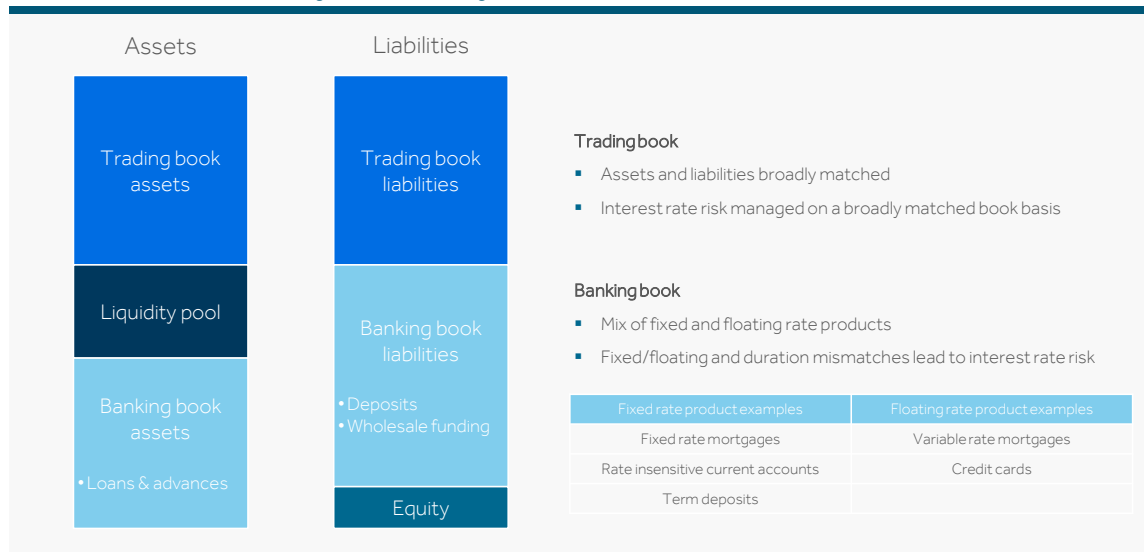 Assets
Liabilities
Trading book
assets
Liquidity pool
Banking book
assets
• Loans & advances
Trading book
liabilities
Banking book
liabilities
• Deposits
• Wholesale funding
Equity
Trading book
▪ Assets and liabilities broadly matched
▪ Interest rate risk managed on a broadly matched book basis
Banking book
▪ Mix of fixed and floating rate products
▪ Fixed/floating and duration mismatches lead to interest rate risk
Fixed rate product examples Floating rate product examples
Fixed rate mortgages Variable rate mortgages
Rate insensitive current accounts Credit cards
Term deposits